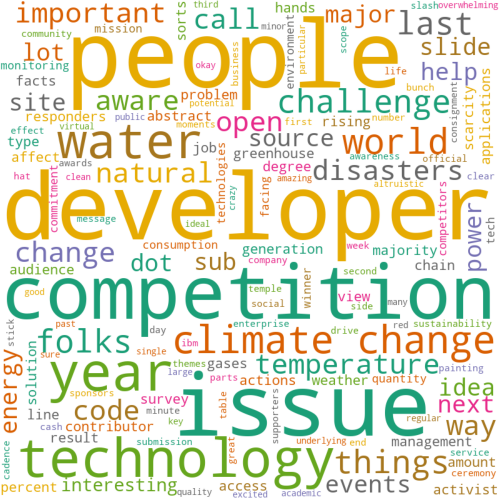 slash overwhelming
third
hands
sorts
important
call
major
last
people
community
mission
minor
scope
lot
slide
monitoring
okay
business
particular
life
bunch
environment
consignment
scarcity
applications
facts
aware
problem
challenge
help
site
responders
abstract
potential
moments
first
number
type
effect
public
open
rising
awareness
official
water
source
world
affect
virtual
job
greenhouse
technologies
hat
awards
clean
crazy
amazing
clear
natural
degree
disasters
commitment
message
ideal
facing
altruistic
competitors
tech
developer
power
change
consumption
generation
week
majority
audience
dot
sub
company
second
chain
good
temple
social
winner
side
many
competition
stick
past
day
ibm
enterprise
view
red
sustainability
folks
climate change
sure
single
drive
painting
energy
solution
themes
gases
temperature
large
parts
actions
weather
quantity
idea
year
issue
sponsors
line
code
survey
table
supporters
next
way
cash
contributor
minute
key
great
underlying
regular
cadence
result
submission
end
management
service
technology
things
amount
ceremony
percent
interesting
access
events
activist
quality
excited
academic